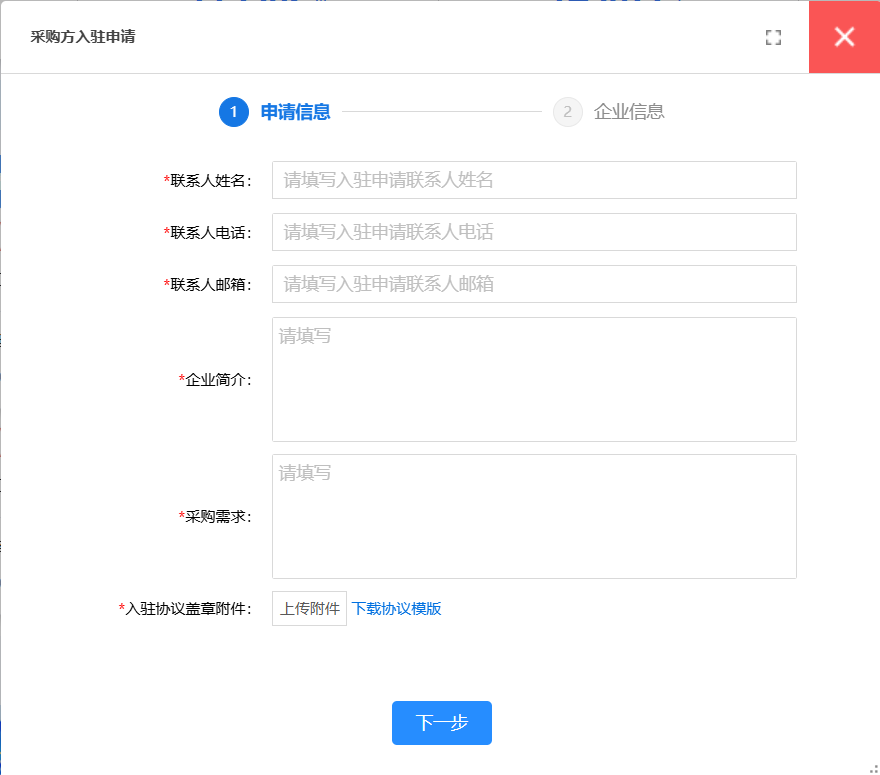 采购方入驻申请
1 申请信息 2 企业信息
*联系人姓名： 请填写入驻申请联系人姓名
*联系人电话： 请填写入驻申请联系人电话
*联系人邮箱： 请填写入驻申请联系人邮箱
请填写
*企业简介：
请填写
*采购需求：
*入驻协议盖章附件： 上传附件 下载协议模版
下一步